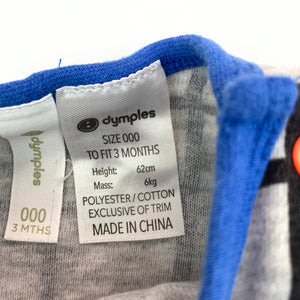 dymples
SIZE 000
TO FIT 3 MONTHS
Height: 62cm
Mass: 6kg
POLYESTER / COTTON
EXCLUSIVE OF TRIM
MADE IN CHINA
dymples
000
3 MTHS